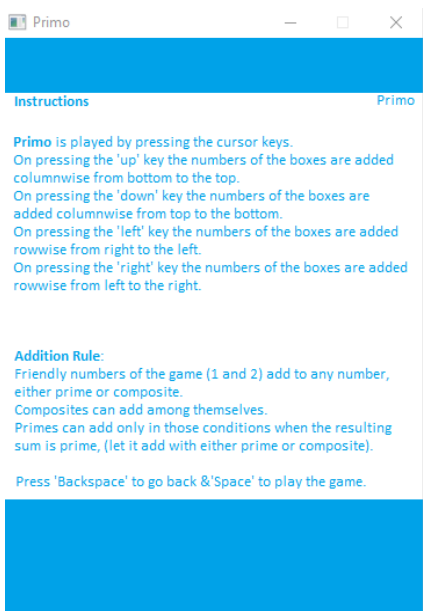 Primo
Instructions
Primo
Primo is played by pressing the cursor keys.
On pressing the 'up' key the numbers of the boxes are added
columnwise from bottom to the top.
On pressing the 'down' key the numbers of the boxes are
added columnwise from top to the bottom.
On pressing the 'left' key the numbers of the boxes are added
rowwise from right to the left.
On pressing the 'right' key the numbers of the boxes are added
rowwise from left to the right.
Addition Rule:
Friendly numbers of the game (1 and 2) add to any number,
either prime or composite.
Composites can add among themselves.
Primes can add only in those conditions when the resulting
sum is prime, (let it add with either prime or composite).
Press 'Backspace' to go back &'Space' to play the game.